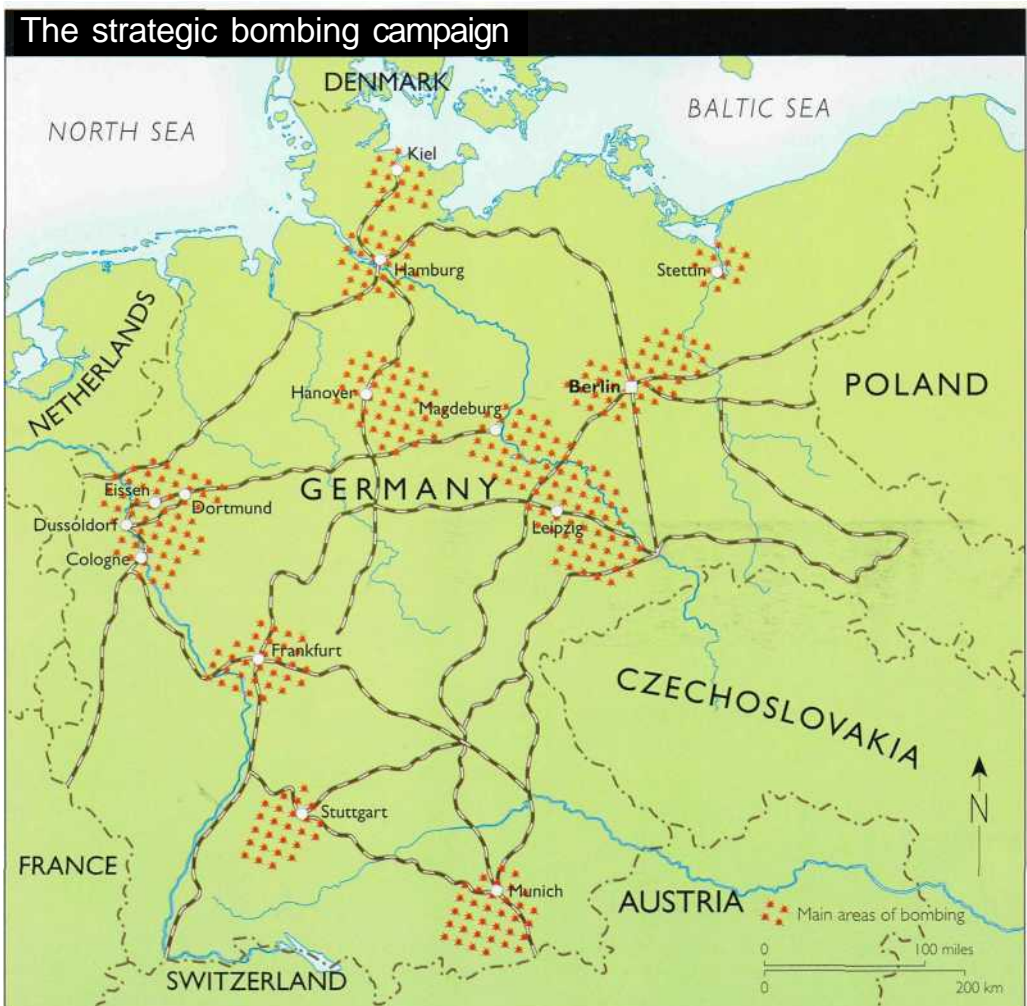 The strategic bombing campaign
DENMARK
NORTH SEA
BALTIC SEA
Kiel
Hamburg
Stettin
NETHERLANDS
Hanover
Magdeburg
Berlin
POLAND
Eissen
Dortmund
GERMANY
Dussoldorf
Leipzig
Cologne
Frankfurt
CZECHOSLOVAKIA
N
Stuttgart
FRANCE
Munich
AUSTRIA
Main areas of bombing
0 100 miles
SWITZERLAND
0 200 km